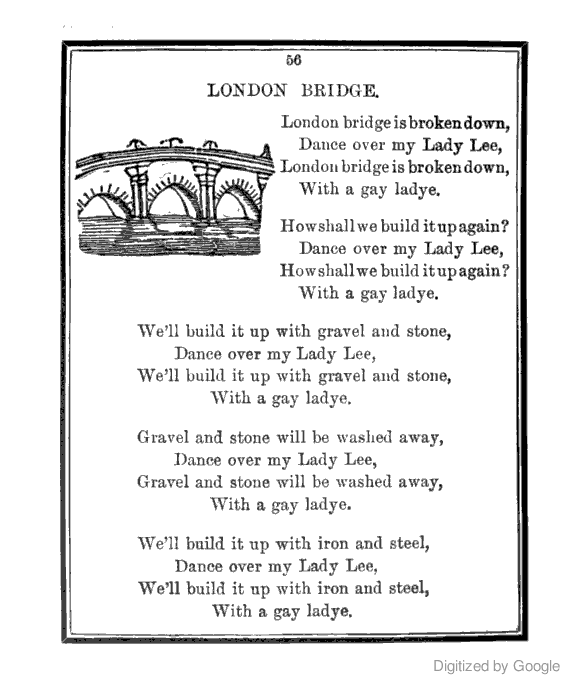 56
LONDON BRIDGE.
London bridge is broken down,
Dance over my Lady Lee,
London bridge is broken down,
With a gay ladye.
How shall we build it up again?
Dance over my Lady Lee,
How shall we build it up again?
With a gay ladye.
We'll build it up with gravel and stone,
Dance over my Lady Lee,
We'll build it up with gravel and stone,
With a gay ladye.
Gravel and stone will be washed away,
Dance over my Lady Lee,
Gravel and stone will be washed away,
With a gay ladye.
We'll build it up with iron and steel,
Dance over my Lady Lee,
We'll build it up with iron and steel,
With a gay ladye.
Digitized by Google